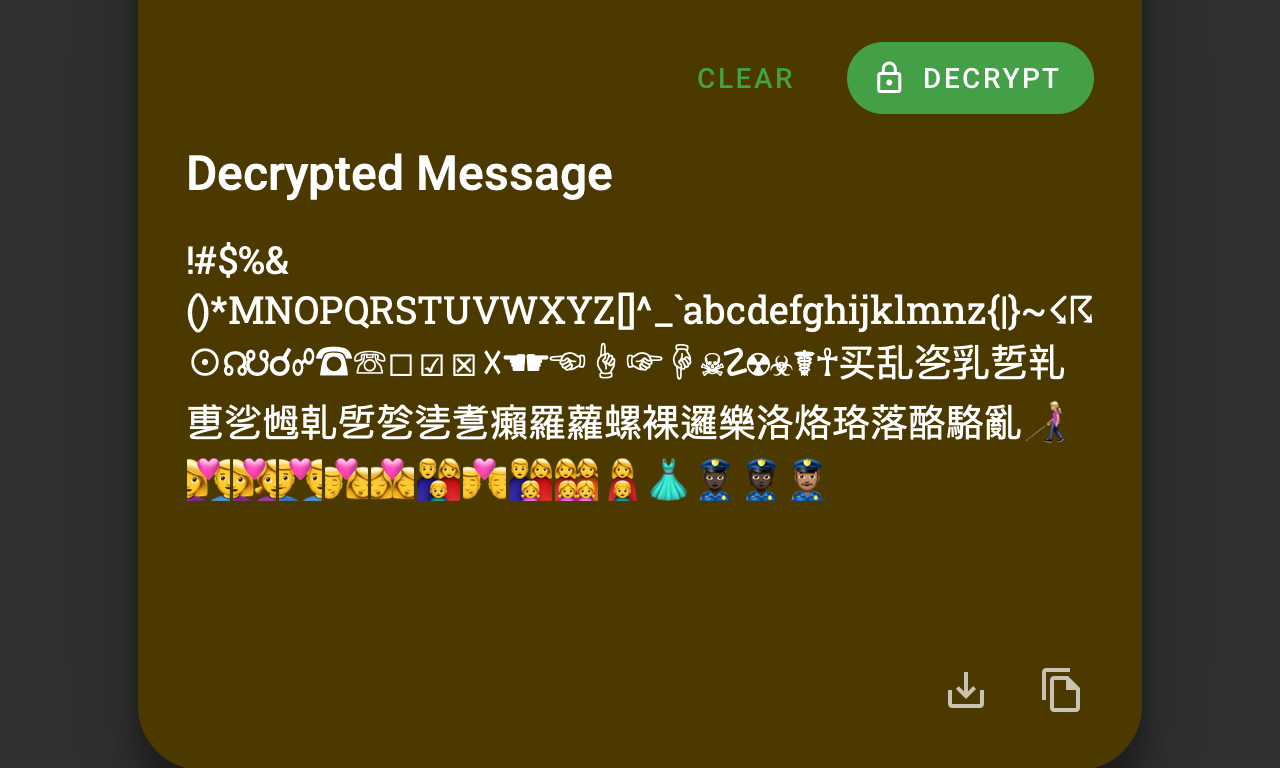 CLEAR
DECRYPT
Decrypted Message
!#$%&
()*MNOPQRSTUVWXYZ[]^_`abcdefghijklmnz{|}~☇☈
☉☊☋☌☍☎☏☐☑☒☓☚☛☜☝☞☟☠☡☢☣☤☥买乱乲乳乴乵
乶乷乸乹乺乻乼乽癩羅蘿螺裸邏樂洛烙珞落酪駱亂